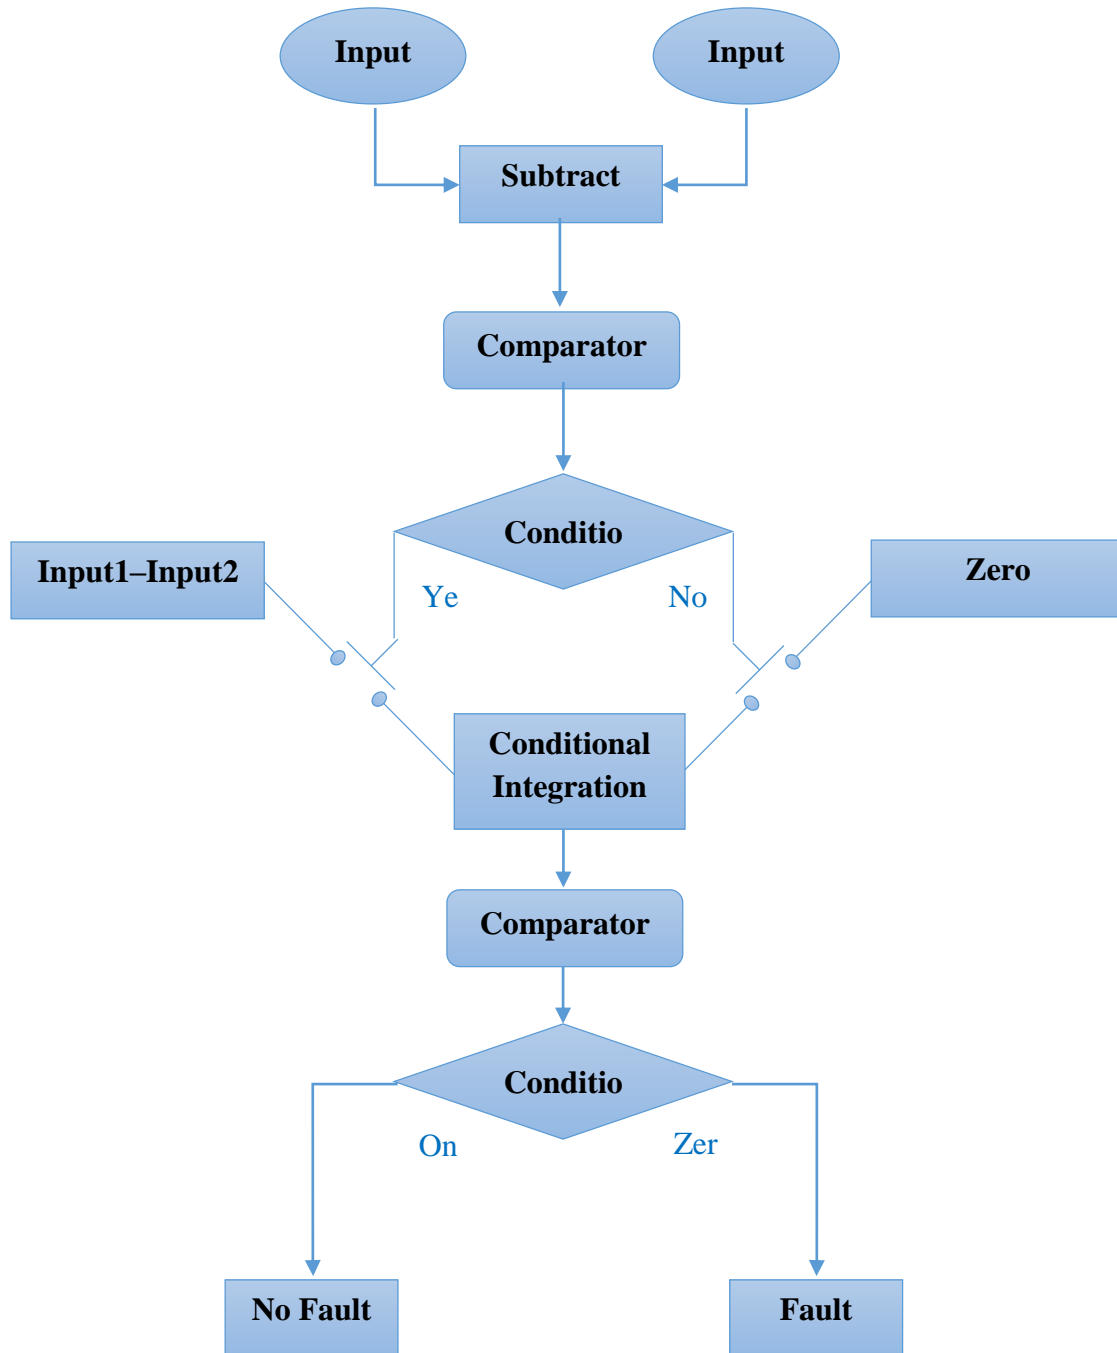 Input
Input
Subtract
Comparator
Conditio
Input1–Input2
Zero
Ye
No
Conditional
Integration
Comparator
Conditio
On
Zer
No Fault
Fault